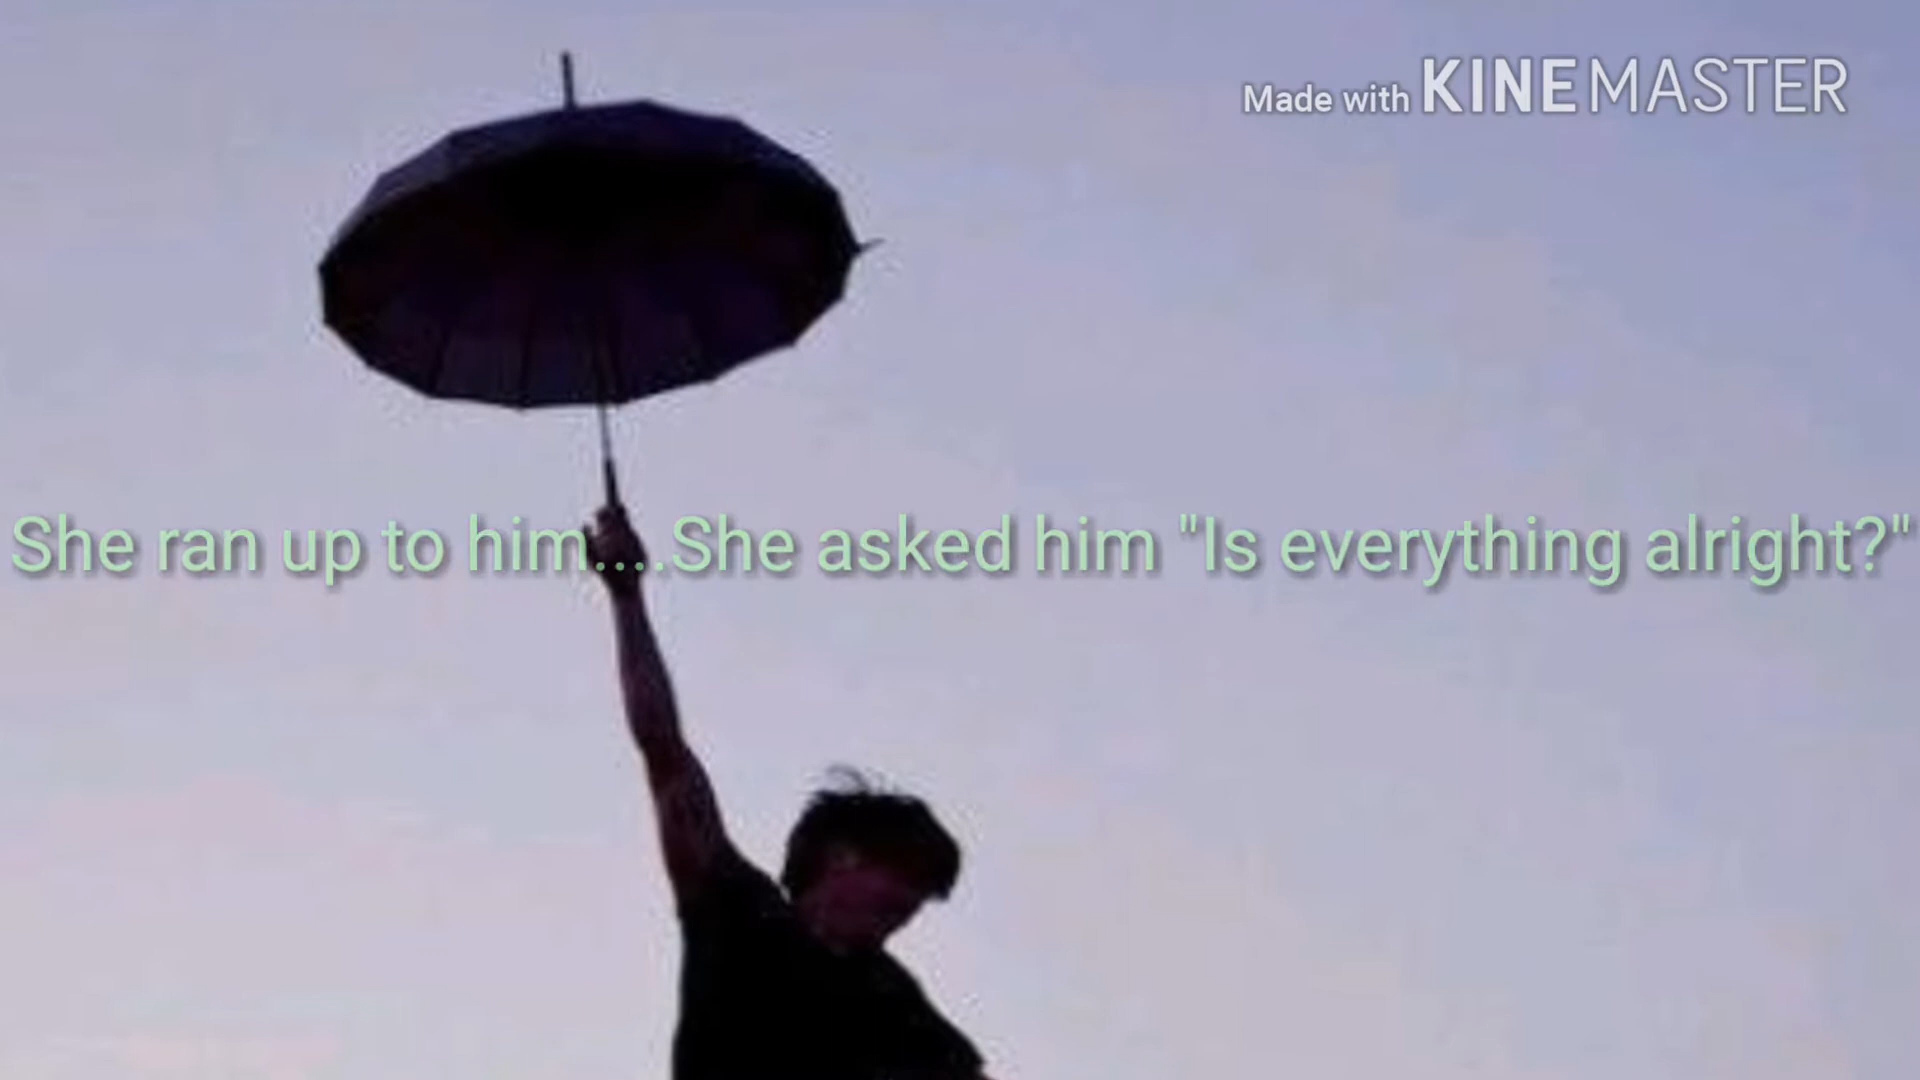 Made with KINEMASTER
She ran up to him....She asked him "Is everything alright?"